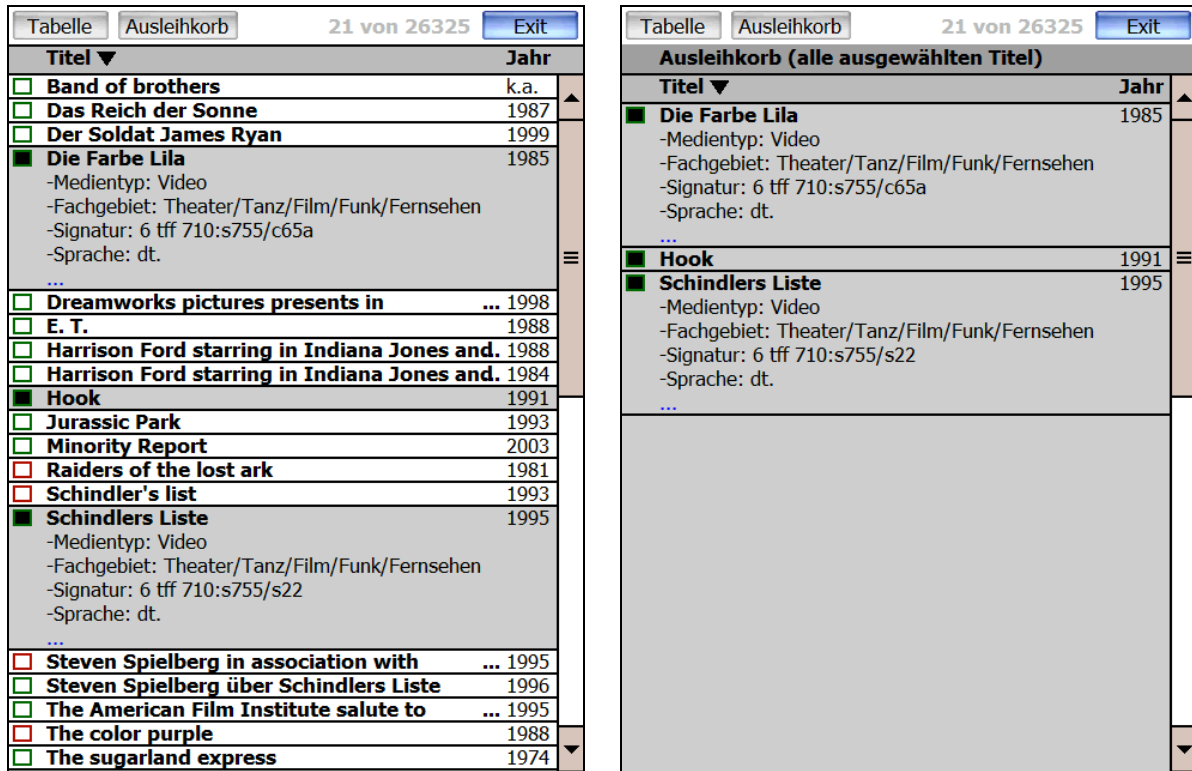 Tabelle Ausleihkorb 21 von 26325 Exit
Titel ▼ Jahr
Band of brothers k.a.
Das Reich der Sonne 1987
Der Soldat James Ryan 1999
Die Farbe Lila 1985
-Medientyp: Video
-Fachgebiet: Theater/Tanz/Film/Funk/Fernsehen
-Signatur: 6 tff 710:s755/c65a
-Sprache: dt.
...
Dreamworks pictures presents in ... 1998
E. T. 1988
Harrison Ford starring in Indiana Jones and.. 1988
Harrison Ford starring in Indiana Jones and.. 1984
Hook 1991
Jurassic Park 1993
Minority Report 2003
Raiders of the lost ark 1981
Schindler's list 1993
Schindlers Liste 1995
-Medientyp: Video
-Fachgebiet: Theater/Tanz/Film/Funk/Fernsehen
-Signatur: 6 tff 710:s755/s22
-Sprache: dt.
...
Steven Spielberg in association with ... 1995
Steven Spielberg über Schindlers Liste 1996
The American Film Institute salute to ... 1995
The color purple 1988
The sugarland express 1974
Tabelle Ausleihkorb 21 von 26325 Exit
Ausleihkorb (alle ausgewählten Titel)
Titel ▼ Jahr
Die Farbe Lila 1985
-Medientyp: Video
-Fachgebiet: Theater/Tanz/Film/Funk/Fernsehen
-Signatur: 6 tff 710:s755/c65a
-Sprache: dt.
...
Hook 1991
Schindlers Liste 1995
-Medientyp: Video
-Fachgebiet: Theater/Tanz/Film/Funk/Fernsehen
-Signatur: 6 tff 710:s755/s22
-Sprache: dt.
...